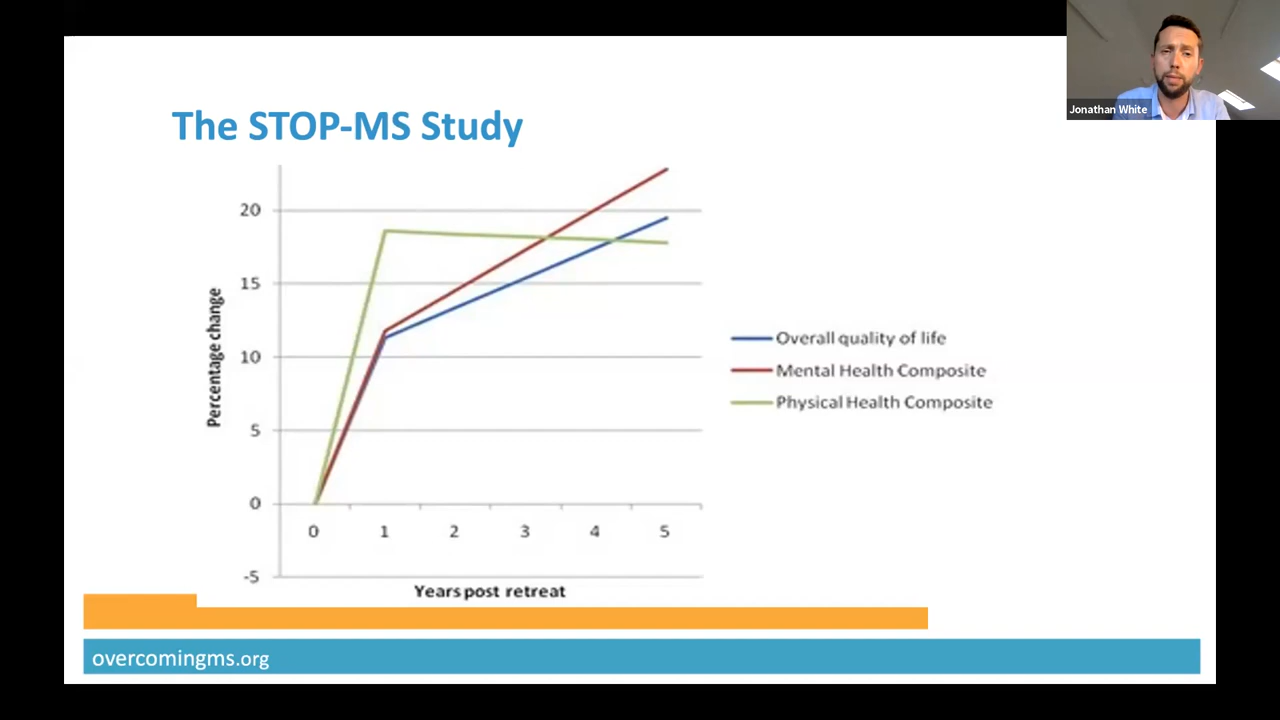 Jonathan White
The STOP-MS Study
20
15
10
5
0
-5
Percentage change
0 1 2 3 4 5
Years post retreat
Overall quality of life
Mental Health Composite
Physical Health Composite
overcomingms.org